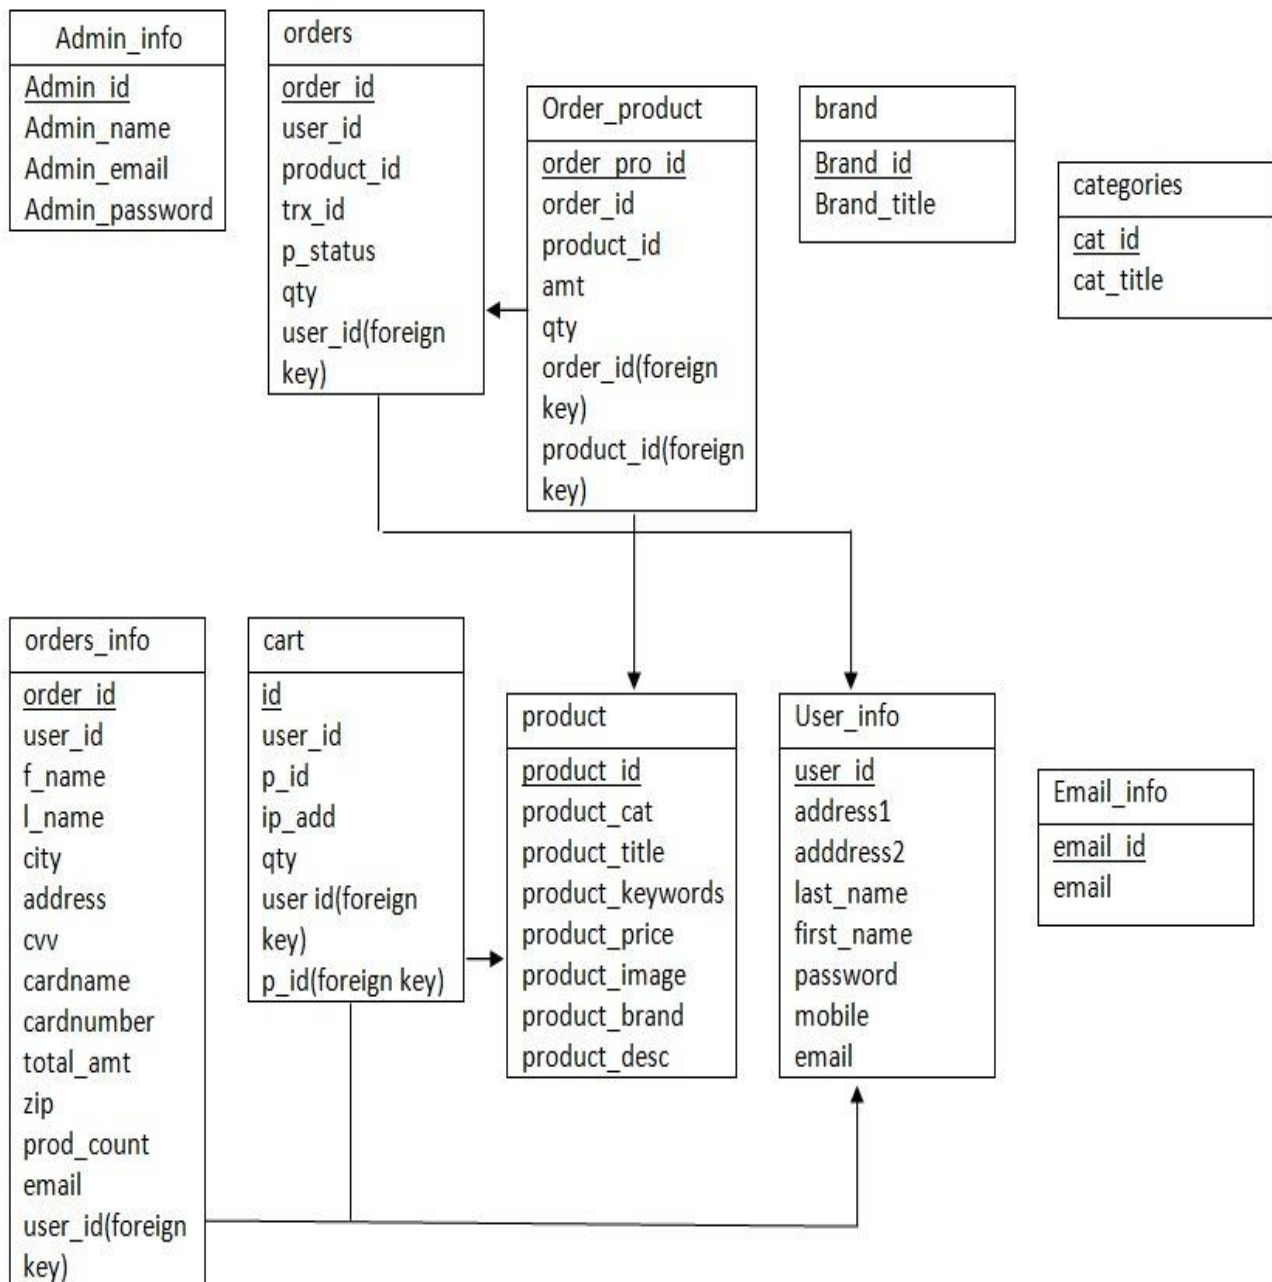 Admin_info
Admin_id
Admin_name
Admin_email
Admin_password
orders
order_id
user_id
product_id
trx_id
p_status
qty
user_id(foreign
key)
Order_product
order_pro_id
order_id
product_id
amt
qty
order_id(foreign
key)
product_id(foreign
key)
brand
Brand_id
Brand_title
categories
cat_id
cat_title
orders_info
order_id
user_id
f_name
l_name
city
address
cvv
cardname
cardnumber
total_amt
zip
prod_count
email
user_id(foreign
key)
cart
id
user_id
p_id
ip_add
qty
user id(foreign
key)
p_id(foreign key)
product
product_id
product_cat
product_title
product_keywords
product_price
product_image
product_brand
product_desc
User_info
user_id
address1
adddress2
last_name
first_name
password
mobile
email
Email_info
email_id
email